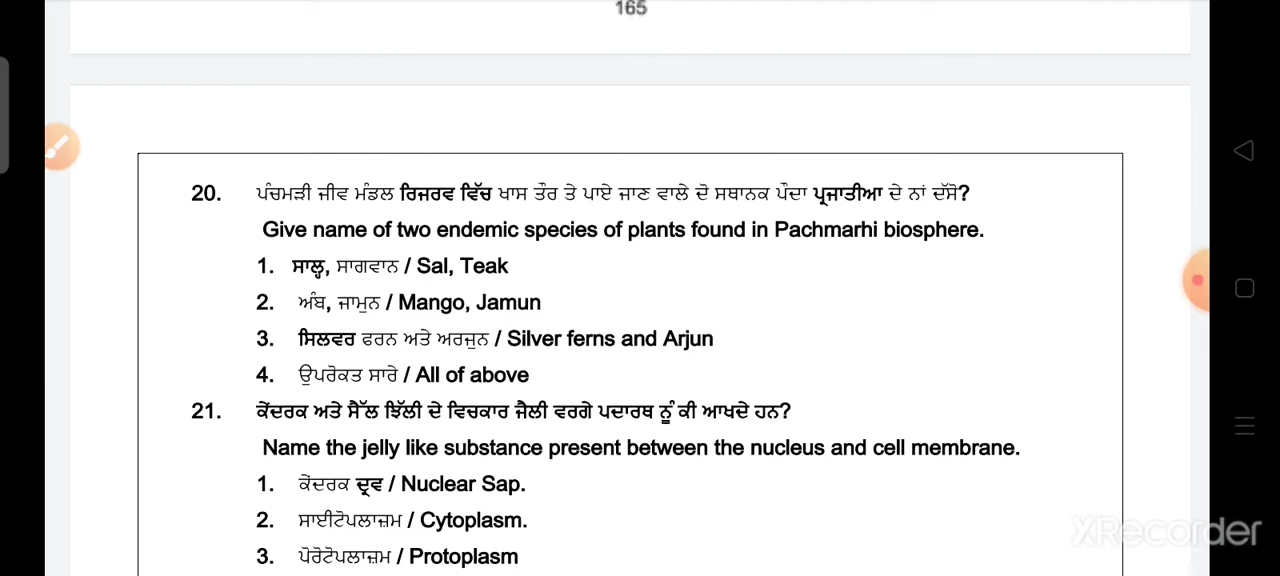 165
20. ਪੰਚਮੜੀ ਜੀਵ ਮੰਡਲ ਰਿਜਰਵ ਵਿੱਚ ਖਾਸ ਤੌਰ ਤੇ ਪਾਏ ਜਾਣ ਵਾਲੇ ਦੋ ਸਥਾਨਕ ਪੌਦਾ ਪ੍ਰਜਾਤੀਆ ਦੇ ਨਾਂ ਦੱਸੋ?
Give name of two endemic species of plants found in Pachmarhi biosphere.
1. ਸਾਲ੍ਹ, ਸਾਗਵਾਨ / Sal, Teak
2. ਅੰਬ, ਜਾਮੁਨ / Mango, Jamun
3. ਸਿਲਵਰ ਫਰਨ ਅਤੇ ਅਰਜੁਨ / Silver ferns and Arjun
4. ਉਪਰੋਕਤ ਸਾਰੇ / All of above
21. ਕੇਂਦਰਕ ਅਤੇ ਸੈੱਲ ਝਿੱਲੀ ਦੇ ਵਿਚਕਾਰ ਜੈਲੀ ਵਰਗੇ ਪਦਾਰਥ ਨੂੰ ਕੀ ਆਖਦੇ ਹਨ?
Name the jelly like substance present between the nucleus and cell membrane.
1. ਕੇਂਦਰਕ ਦ੍ਰਵ / Nuclear Sap.
2. ਸਾਈਟੋਪਲਾਜ਼ਮ / Cytoplasm.
3. ਪੋਰੋਟੋਪਲਾਜ਼ਮ / Protoplasm
XRecorder